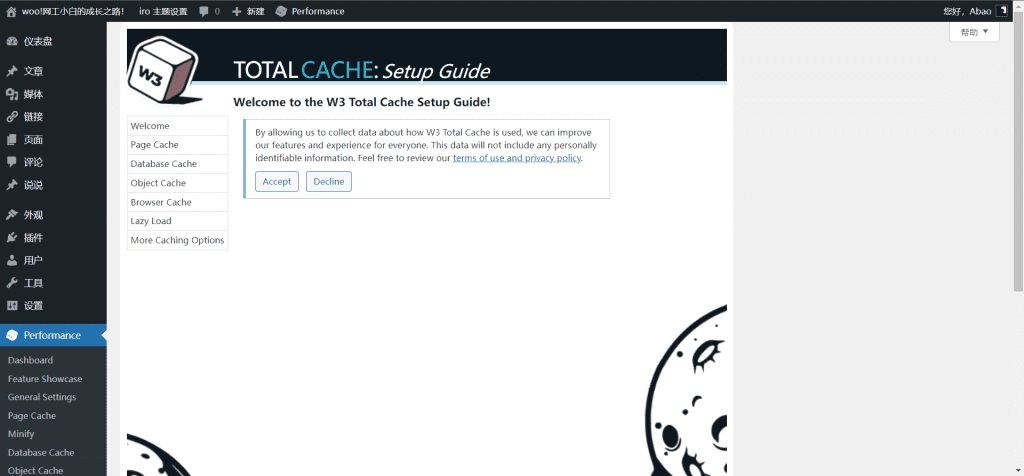 woo!网工小白的成长之路！
iro 主题设置
0
新建
Performance
您好，Abao
帮助
仪表盘
文章
媒体
链接
页面
评论
说说
外观
插件
用户
工具
设置
Performance
Dashboard
Feature Showcase
General Settings
Page Cache
Minify
Database Cache
Object Cache
W3
TOTAL CACHE: Setup Guide
Welcome to the W3 Total Cache Setup Guide!
Welcome
Page Cache
Database Cache
Object Cache
Browser Cache
Lazy Load
More Caching Options
By allowing us to collect data about how W3 Total Cache is used, we can improve
our features and experience for everyone. This data will not include any personally
identifiable information. Feel free to review our terms of use and privacy policy.
Accept
Decline